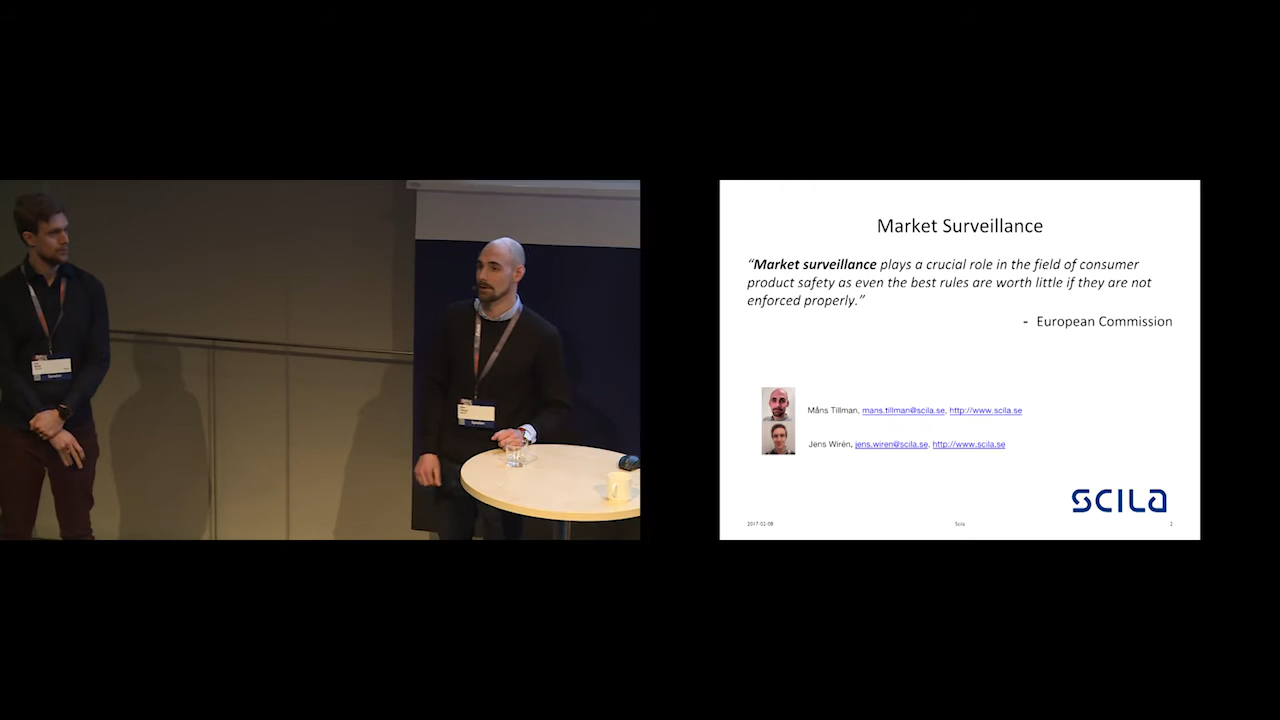 Market Surveillance
“Market surveillance plays a crucial role in the field of consumer
product safety as even the best rules are worth little if they are not
enforced properly.”
- European Commission
Måns Tillman, mans.tillman@scila.se, http://www.scila.se
Jens Wirén, jens.wiren@scila.se, http://www.scila.se
SCILA
2017-02-08
Scila
2